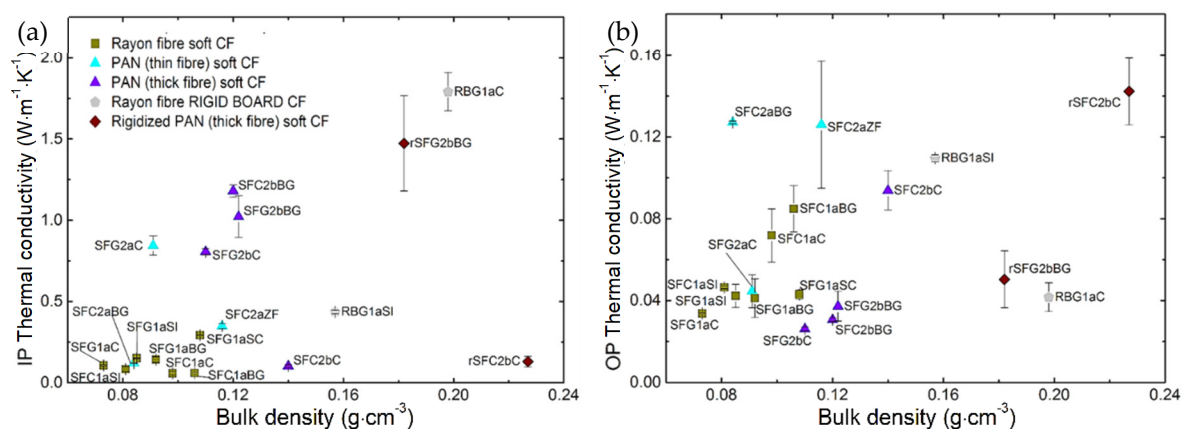 (a)
IP Thermal conductivity (W·m⁻¹·K⁻¹)
2.0
1.5
1.0
0.5
0.0
Rayon fibre soft CF
PAN (thin fibre) soft CF
PAN (thick fibre) soft CF
Rayon fibre RIGID BOARD CF
Rigidized PAN (thick fibre) soft CF
RBG1aC
rSFG2bBG
SFC2bBG
SFG2bBG
SFG2aC
SFG2bC
SFC2aBG
SFG1aSI
SFC2aZF
RBG1aSI
SFG1aSC
SFG1aC
SFG1aBG
SFC1aC
SFC2bC
rSFC2bC
SFC1aSI
SFC1aBG
0.08
0.12
0.16
0.20
0.24
Bulk density (g·cm⁻³)
(b)
OP Thermal conductivity (W·m⁻¹·K⁻¹)
0.16
0.12
0.08
0.04
0.00
SFC2aBG
SFC2aZF
rSFC2bC
RBG1aSI
SFC2bC
SFC1aBG
SFC1aC
SFG2aC
rSFG2bBG
SFC1aSI
SFG1aSC
SFG1aSI
SFG1aBG
SFG2bBG
RBG1aC
SFG1aC
SFC2bBG
SFG2bC
0.08
0.12
0.16
0.20
0.24
Bulk density (g·cm⁻³)